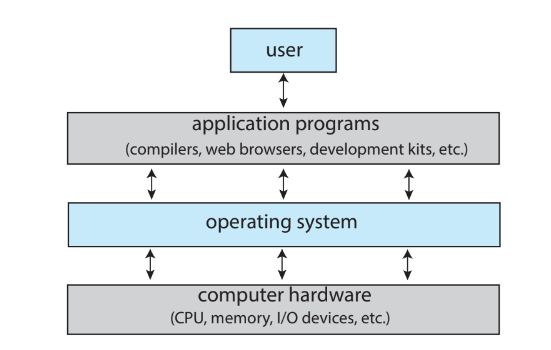 user
application programs
(compilers, web browsers, development kits, etc.)
operating system
computer hardware
(CPU, memory, I/O devices, etc.)